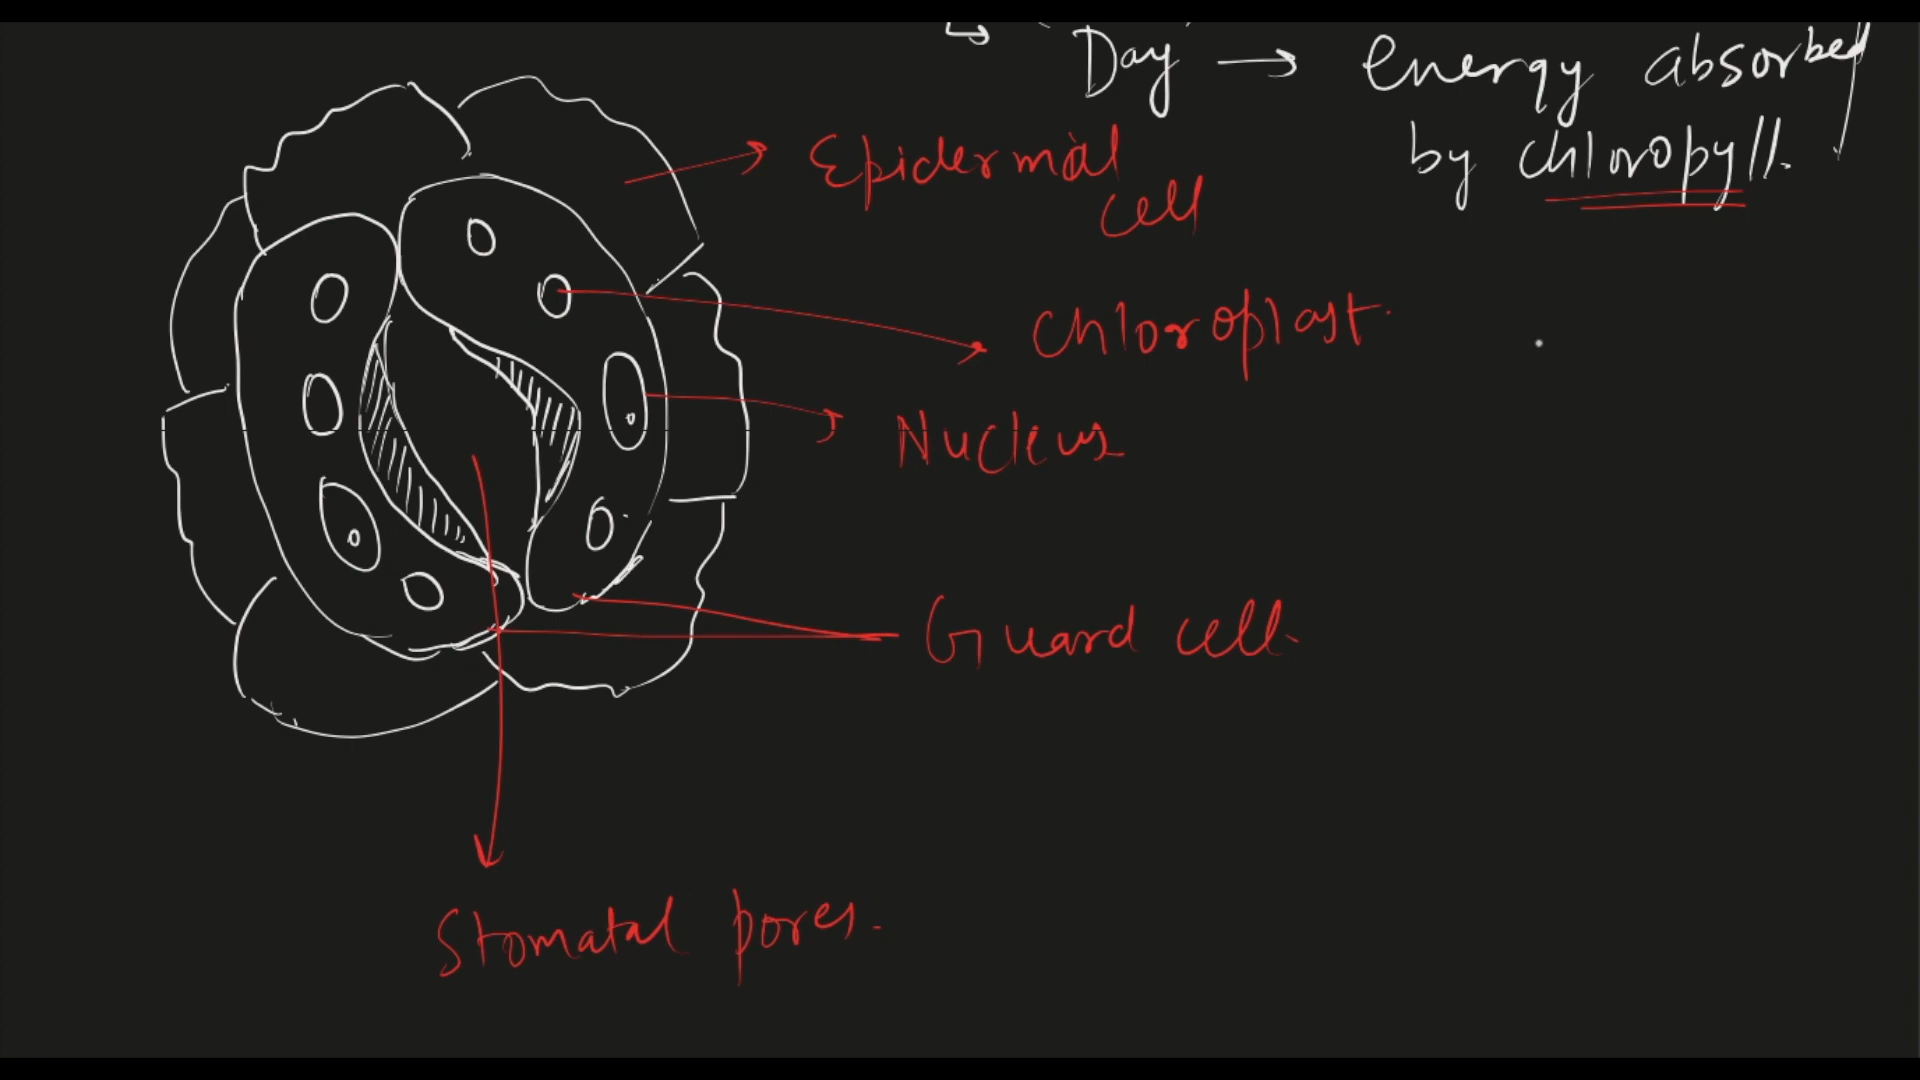 Day → energy absorbed
by chloropyll.
Epidermal
cell
Chloroplast.
Nucleus
Guard cell.
Stomatal pores.